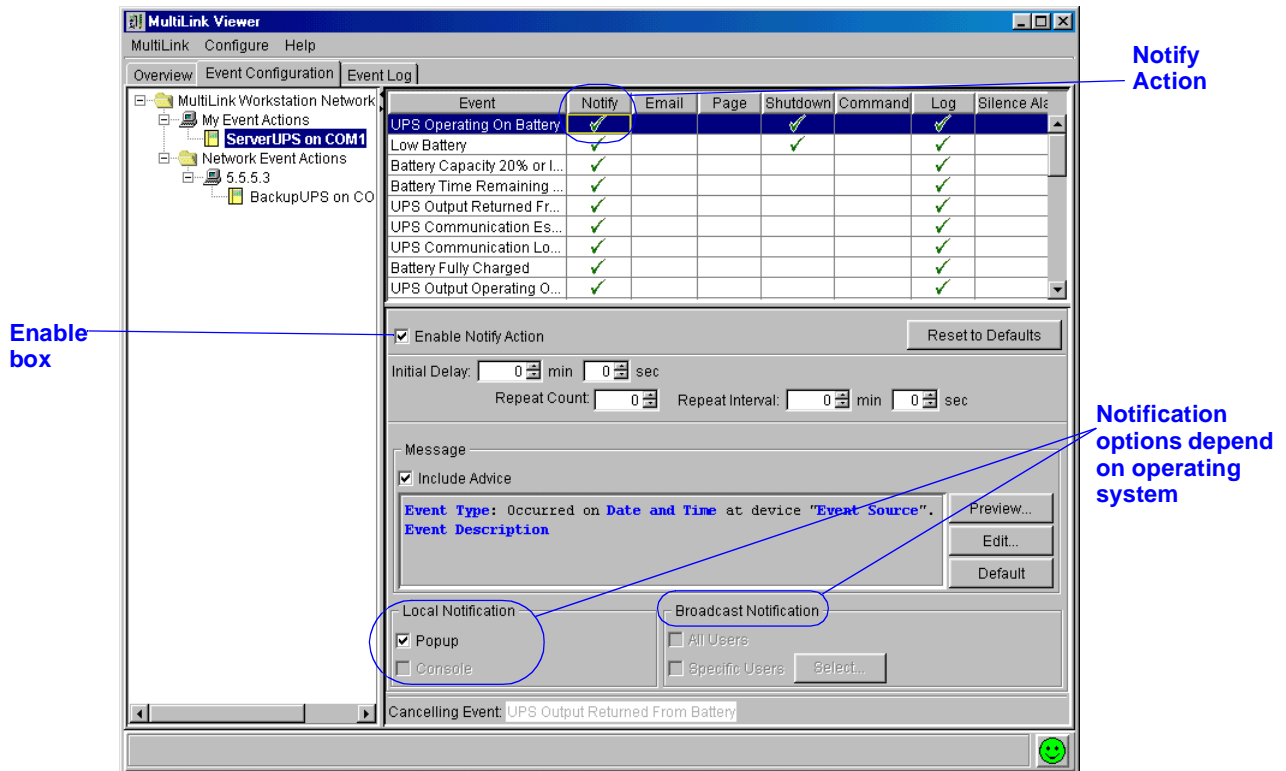 MultiLink Viewer
MultiLink Configure Help
Overview Event Configuration Event Log
Notify
Action
MultiLink Workstation Network
My Event Actions
ServerUPS on COM1
Network Event Actions
5.5.5.3
BackupUPS on CO
Event Notify Email Page Shutdown Command Log Silence Ala
UPS Operating On Battery
Low Battery
Battery Capacity 20% or l...
Battery Time Remaining ...
UPS Output Returned Fr...
UPS Communication Es...
UPS Communication Lo...
Battery Fully Charged
UPS Output Operating O...
Enable
box
Enable Notify Action Reset to Defaults
Initial Delay: 0 min 0 sec
Repeat Count: 0 Repeat Interval: 0 min 0 sec
Notification
options depend
on operating
system
Message
Include Advice
Event Type: Occurred on Date and Time at device "Event Source".
Event Description
Preview...
Edit...
Default
Local Notification
Popup
Console
Broadcast Notification
All Users
Specific Users Select...
Cancelling Event: UPS Output Returned From Battery